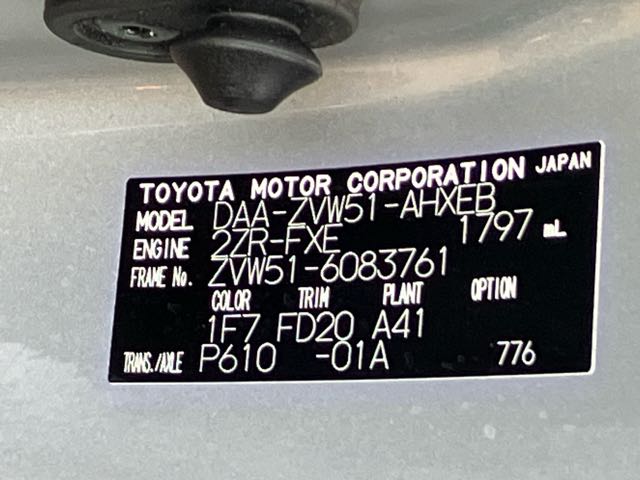 TOYOTA MOTOR CORPORATION JAPAN
MODEL DAA-ZVW51-AHXEB
ENGINE 2ZR-FXE 1797 mL
FRAME No. ZVW51-6083761
COLOR TRIM PLANT OPTION
1F7 FD20 A41
TRANS./AXLE P610 -01A 776